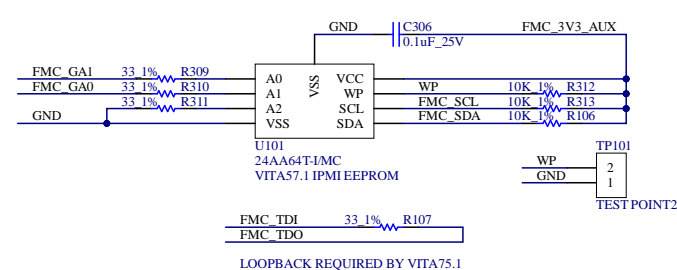 GND C306 FMC_3V3_AUX
0.1uF_25V
FMC_GA1 33_1% R309 A0 VSS VCC
FMC_GA0 33_1% R310 A1 WP WP 10K_1% R312
33_1% R311 A2 SCL FMC_SCL 10K_1% R313
GND VSS SDA FMC_SDA 10K_1% R106
U101 TP101
24AA64T-I/MC WP 2
VITA57.1 IPMI EEPROM GND 1
TEST POINT2
FMC_TDI 33_1% R107
FMC_TDO
LOOPBACK REQUIRED BY VITA75.1